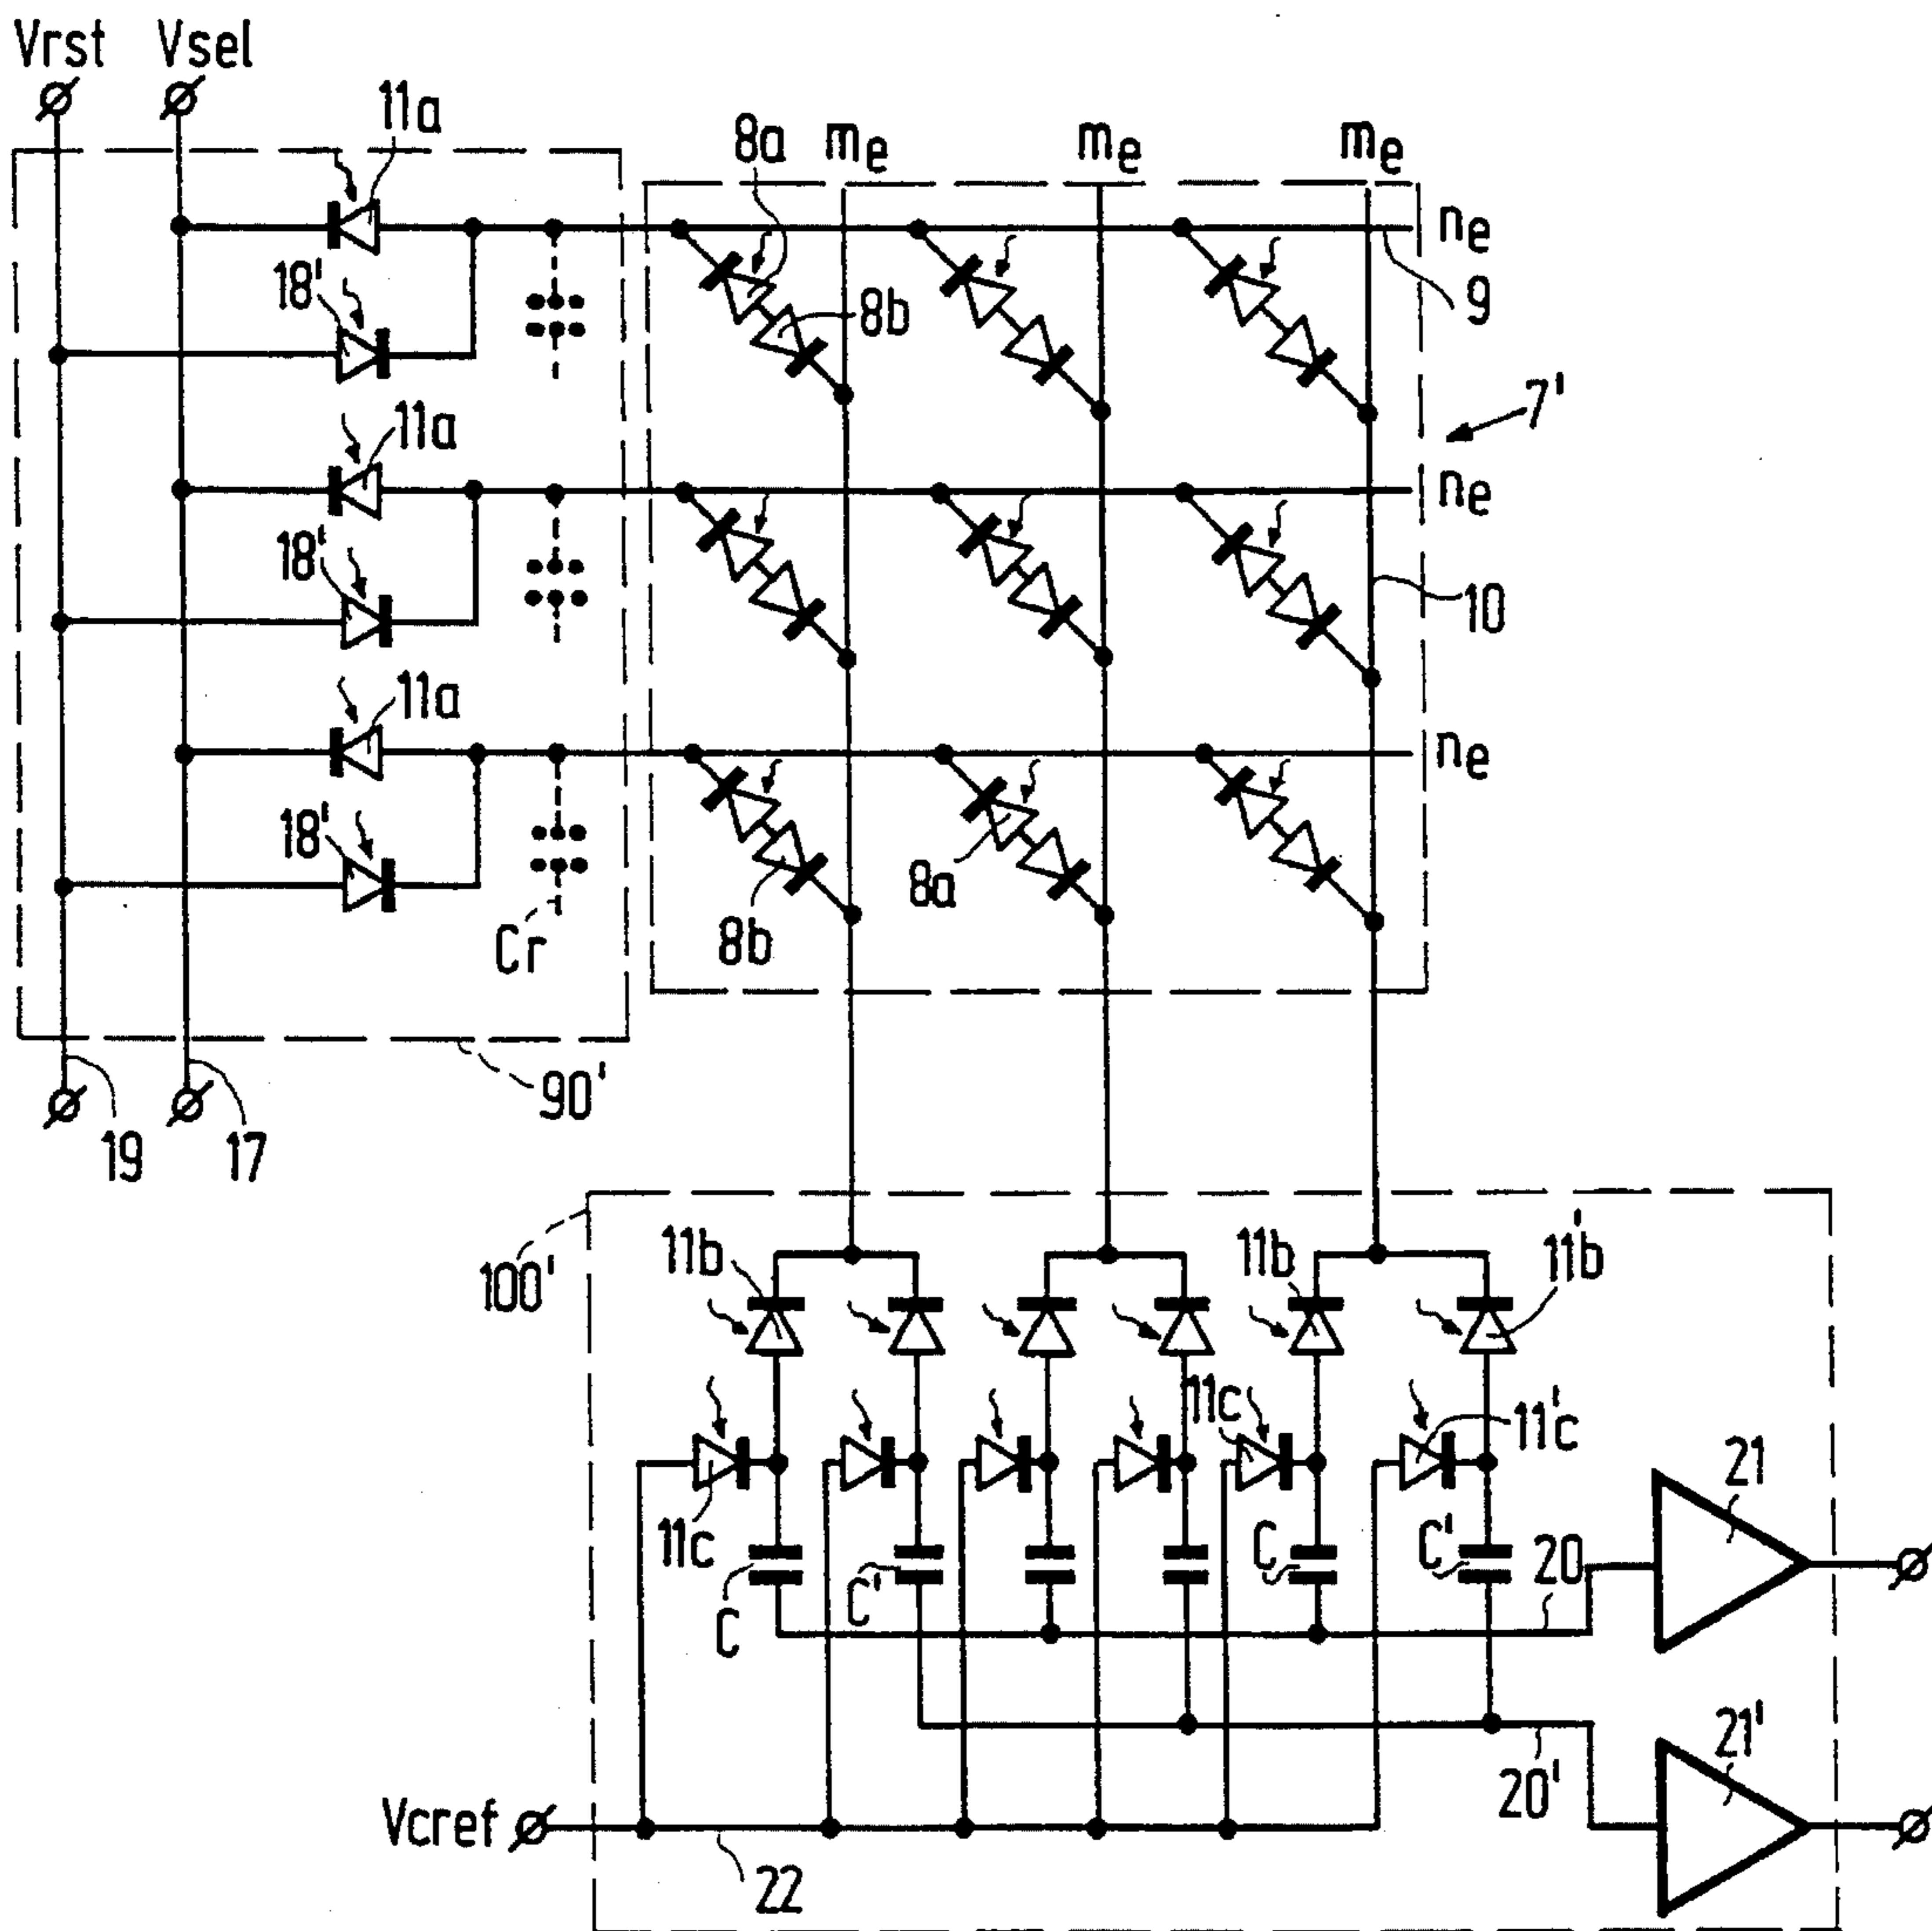 Vrst Vsel
11a
8a me me me
ne
9
18'
8b
7'
11a
ne
18'
10
11a
ne
18'
8a
8b
Cr
90'
19 17
100'
11b 11b 11'b
11c 11'c
21
11c C C' C C' 20
21'
20'
Vcref
22